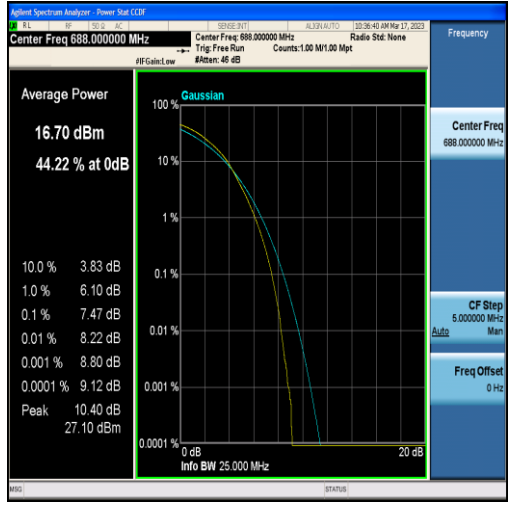 Agilent Spectrum Analyzer - Power Stat CCDF
RL RF 50 Ω AC SENSE:INT ALIGN AUTO 10:36:40 AM Mar 17, 2023
Center Freq 688.000000 MHz
Center Freq: 688.000000 MHz Radio Std: None
Trig: Free Run Counts:1.00 M/1.00 Mpt
#IFGain:Low #Atten: 46 dB
Frequency
Average Power
16.70 dBm
44.22 % at 0dB
10.0 % 3.83 dB
1.0 % 6.10 dB
0.1 % 7.47 dB
0.01 % 8.22 dB
0.001 % 8.80 dB
0.0001 % 9.12 dB
Peak 10.40 dB
27.10 dBm
Gaussian
100 %
10 %
1 %
0.1 %
0.01 %
0.001 %
0.0001 %
0 dB 20 dB
Info BW 25.000 MHz
Center Freq
688.000000 MHz
CF Step
5.000000 MHz
Auto Man
Freq Offset
0 Hz
MSG STATUS